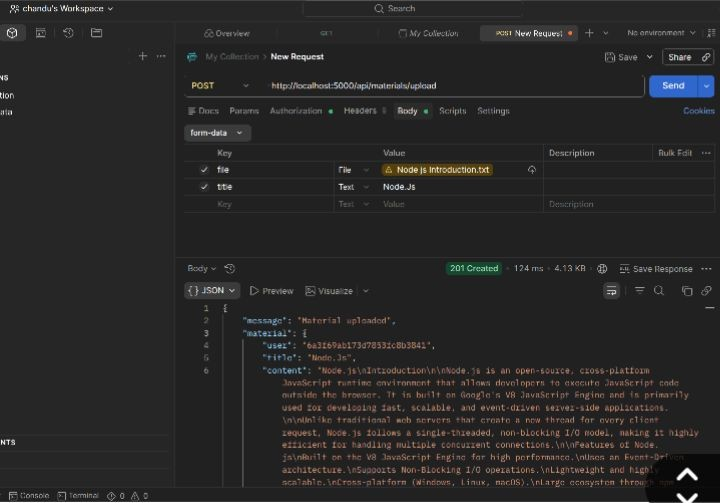 chandu's Workspace
Search
Overview
GET
My Collection
POST New Request
No environment
NS
tion
ata
My Collection > New Request
Save
Share
POST
http://localhost:5000/api/materials/upload
Send
Docs Params Authorization Headers Body Scripts Settings
Cookies
form-data
Key Value Description Bulk Edit
file File Node js Introduction.txt
title Text Node.Js
Key Text Value Description
Body
201 Created 124 ms 4.13 KB Save Response
{} JSON Preview Visualize
1 {
2 "message": "Material uploaded",
3 "material": {
4 "user": "6a3f69ab173d7853fc8b3841",
5 "title": "Node.Js",
6 "content": "Node.js\nIntroduction\n\nNode.js is an open-source, cross-platform
JavaScript runtime environment that allows developers to execute JavaScript code
outside the browser. It is built on Google's V8 JavaScript Engine and is primarily
used for developing fast, scalable, and event-driven server-side applications.
\n\nUnlike traditional web servers that create a new thread for every client
request, Node.js follows a single-threaded, non-blocking I/O model, making it highly
efficient for handling multiple concurrent connections.\n\nFeatures of Node.
js\nBuilt on the V8 JavaScript Engine for high performance.\nUses an Event-Driven
architecture.\nSupports Non-Blocking I/O operations.\nLightweight and highly
scalable.\nCross-platform (Windows, Linux, macOS).\nLarge ecosystem through npm
NTS
Console Terminal 0 0